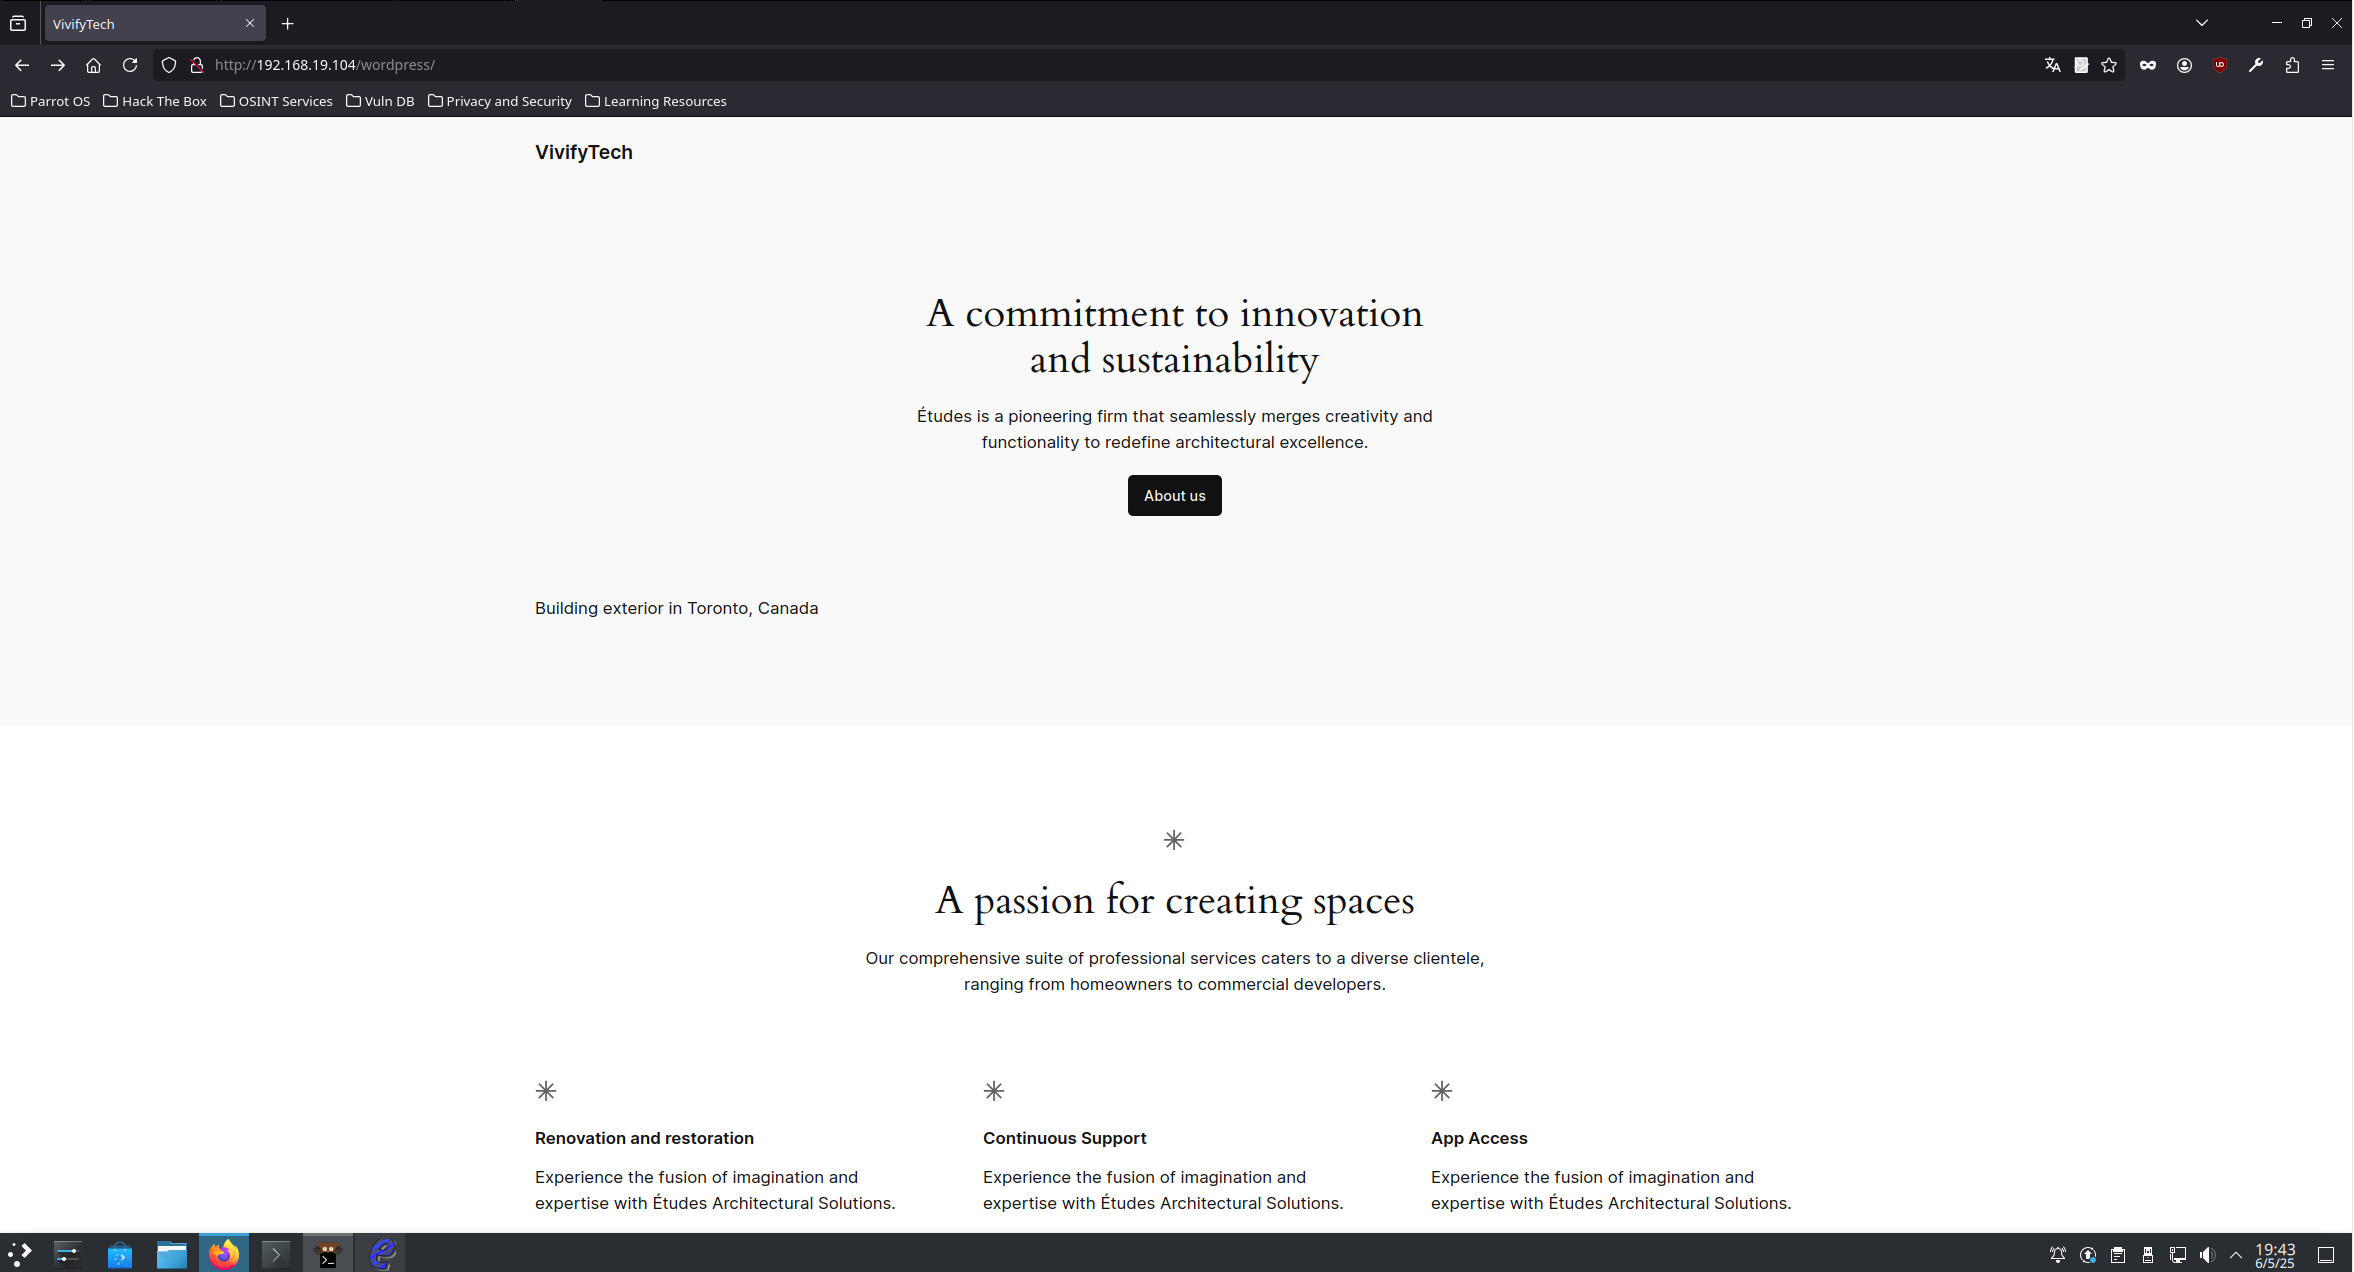 VivifyTech
http://192.168.19.104/wordpress/
Parrot OS Hack The Box OSINT Services Vuln DB Privacy and Security Learning Resources
VivifyTech
A commitment to innovation
and sustainability
Études is a pioneering firm that seamlessly merges creativity and
functionality to redefine architectural excellence.
About us
Building exterior in Toronto, Canada
A passion for creating spaces
Our comprehensive suite of professional services caters to a diverse clientele,
ranging from homeowners to commercial developers.
Renovation and restoration
Experience the fusion of imagination and
expertise with Études Architectural Solutions.
Continuous Support
Experience the fusion of imagination and
expertise with Études Architectural Solutions.
App Access
Experience the fusion of imagination and
expertise with Études Architectural Solutions.
19:43
6/5/25